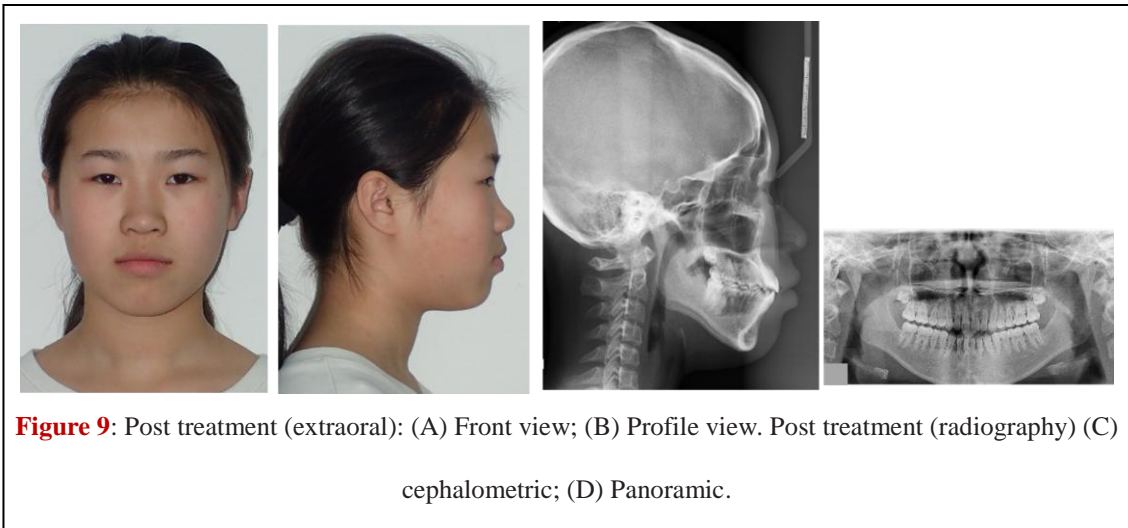 Figure 9: Post treatment (extraoral): (A) Front view; (B) Profile view. Post treatment (radiography) (C)
cephalometric; (D) Panoramic.